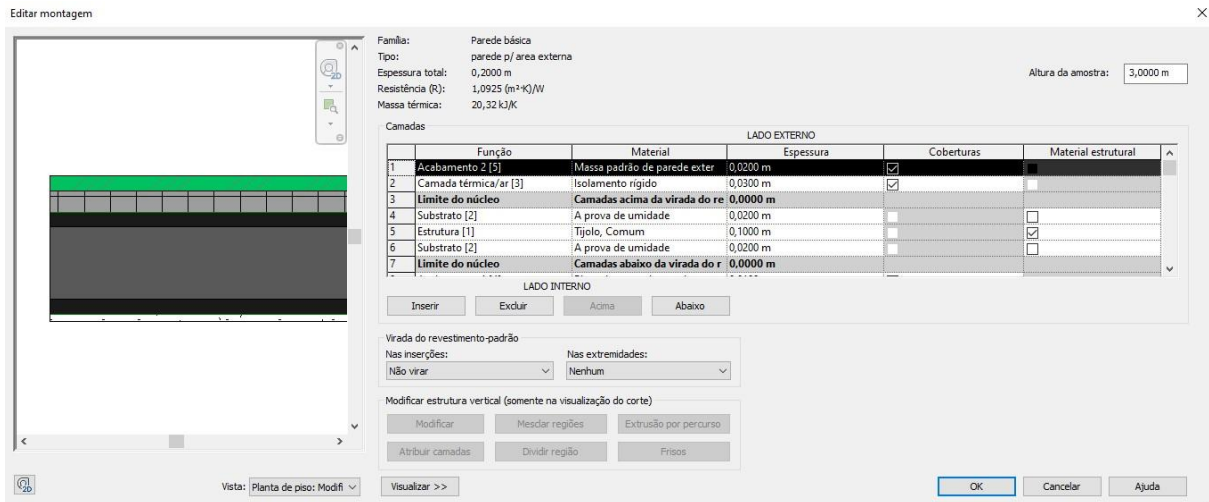 Editar montagem
2D
Família: Parede básica
Tipo: parede p/ area externa
Espessura total: 0,2000 m
Resistência (R): 1,0925 (m²·K)/W
Massa térmica: 20,32 kJ/K
Altura da amostra: 3,0000 m
Camadas
LADO EXTERNO
Função Material Espessura Coberturas Material estrutural
1 Acabamento 2 [5] Massa padrão de parede exter 0,0200 m
2 Camada térmica/ar [3] Isolamento rígido 0,0300 m
3 Limite do núcleo Camadas acima da virada do re 0,0000 m
4 Substrato [2] A prova de umidade 0,0200 m
5 Estrutura [1] Tijolo, Comum 0,1000 m
6 Substrato [2] A prova de umidade 0,0200 m
7 Limite do núcleo Camadas abaixo da virada do r 0,0000 m
LADO INTERNO
Inserir Excluir Acima Abaixo
Virada do revestimento-padrão
Nas inserções: Nas extremidades:
Não virar Nenhum
Modificar estrutura vertical (somente na visualização do corte)
Modificar Mesclar regiões Extrusão por percurso
Atribuir camadas Dividir região Frisos
2D Vista: Planta de piso: Modifi Visualizar >> OK Cancelar Ajuda